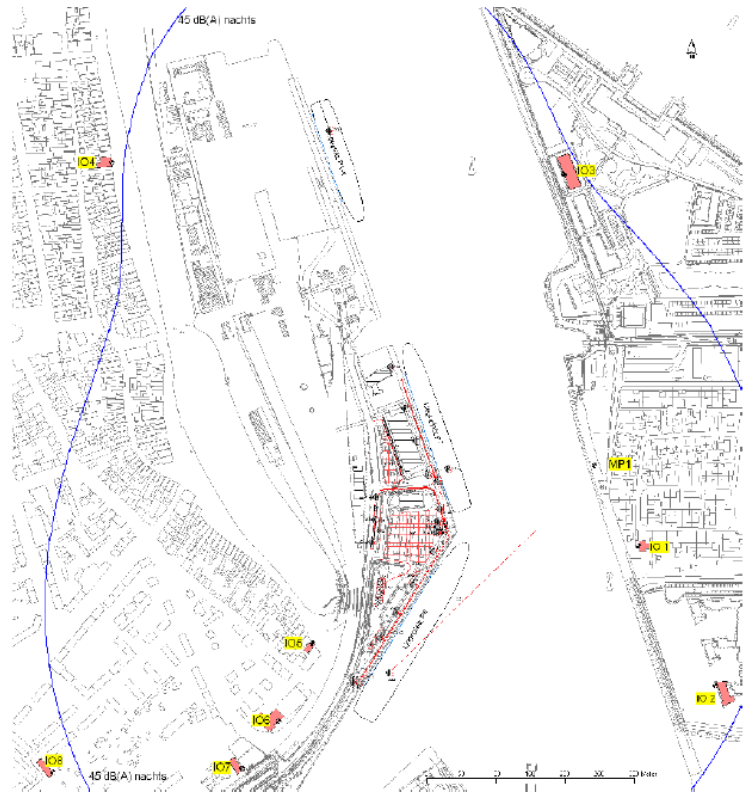 45 dB(A) nachts
IO4
IO3
MP1
IO 1
IO5
IO 2
IO6
IO7
IO8
45 dB(A) nachts
Meter